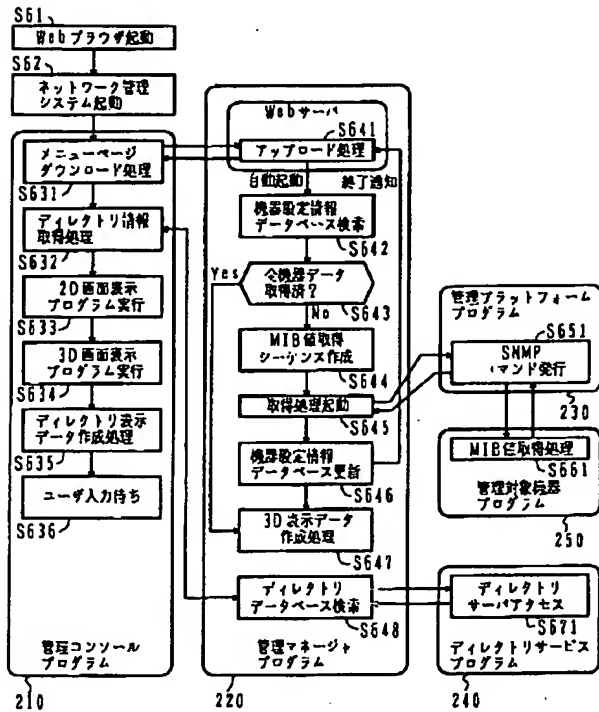 S61
Webブラウザ起動
S62
ネットワーク管理
システム起動
メニューページ
ダウンロード処理
S631
ディレクトリ情報
取得処理
S632
2D画面表示
プログラム実行
S633
3D画面表示
プログラム実行
S634
ディレクトリ表示
データ作成処理
S635
ユーザ入力待ち
S636
管理コンソール
プログラム
210
Webサーバ
S641
アップロード処理
自動起動
終了通知
機器設定情報
データベース検索
S642
Yes
全機器データ
取得済?
S643
No
MIB値取得
シーケンス作成
S644
取得処理起動
S645
機器設定情報
データベース更新
S646
3D表示データ
作成処理
S647
ディレクトリ
データベース検索
S648
管理マネージャ
プログラム
220
管理プラットフォーム
プログラム
S651
SNMP
コマンド発行
230
MIB値取得処理
S661
管理対象機器
プログラム
250
ディレクトリ
サーバアクセス
S671
ディレクトリサービス
プログラム
240